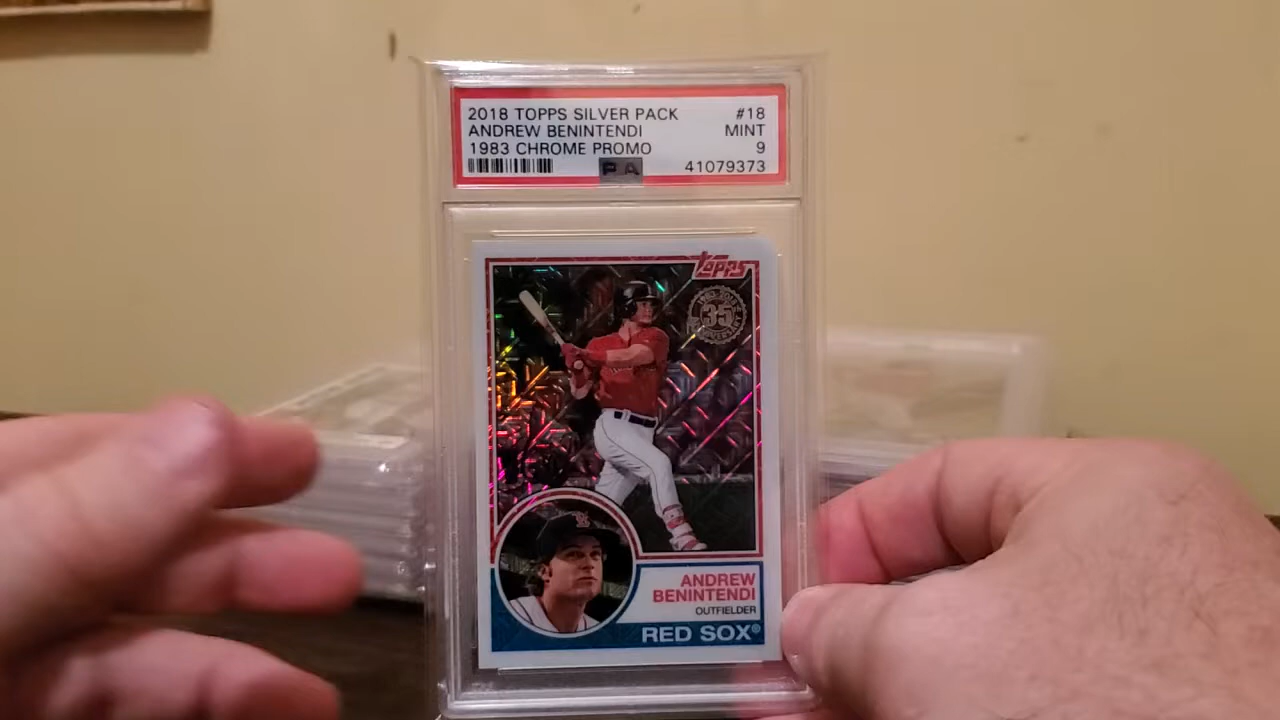 2018 TOPPS SILVER PACK #18
ANDREW BENINTENDI MINT
1983 CHROME PROMO 9
41079373
topps
35
ANDREW
BENINTENDI
OUTFIELDER
RED SOX®